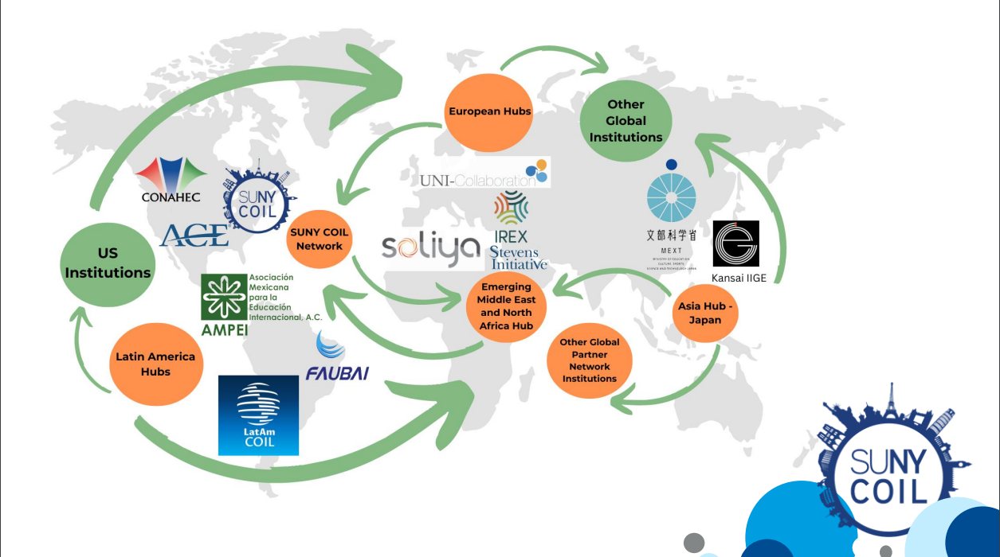 European Hubs
Other
Global
Institutions
CONAHEC
SUNY
COIL
ACE
US
Institutions
SUNY COIL
Network
UNI-Collaboration
soliya
IREX
Stevens
Initiative
文部科学省
MEXT
MINISTRY OF EDUCATION,
CULTURE, SPORTS,
SCIENCE AND TECHNOLOGY-JAPAN
Kansai IIGE
Asociación
Mexicana
para la
Educación
Internacional, A.C.
AMPEI
Emerging
Middle East
and North
Africa Hub
Asia Hub -
Japan
Latin America
Hubs
FAUBAI
Other Global
Partner
Network
Institutions
LatAm
COIL
SUNY
COIL